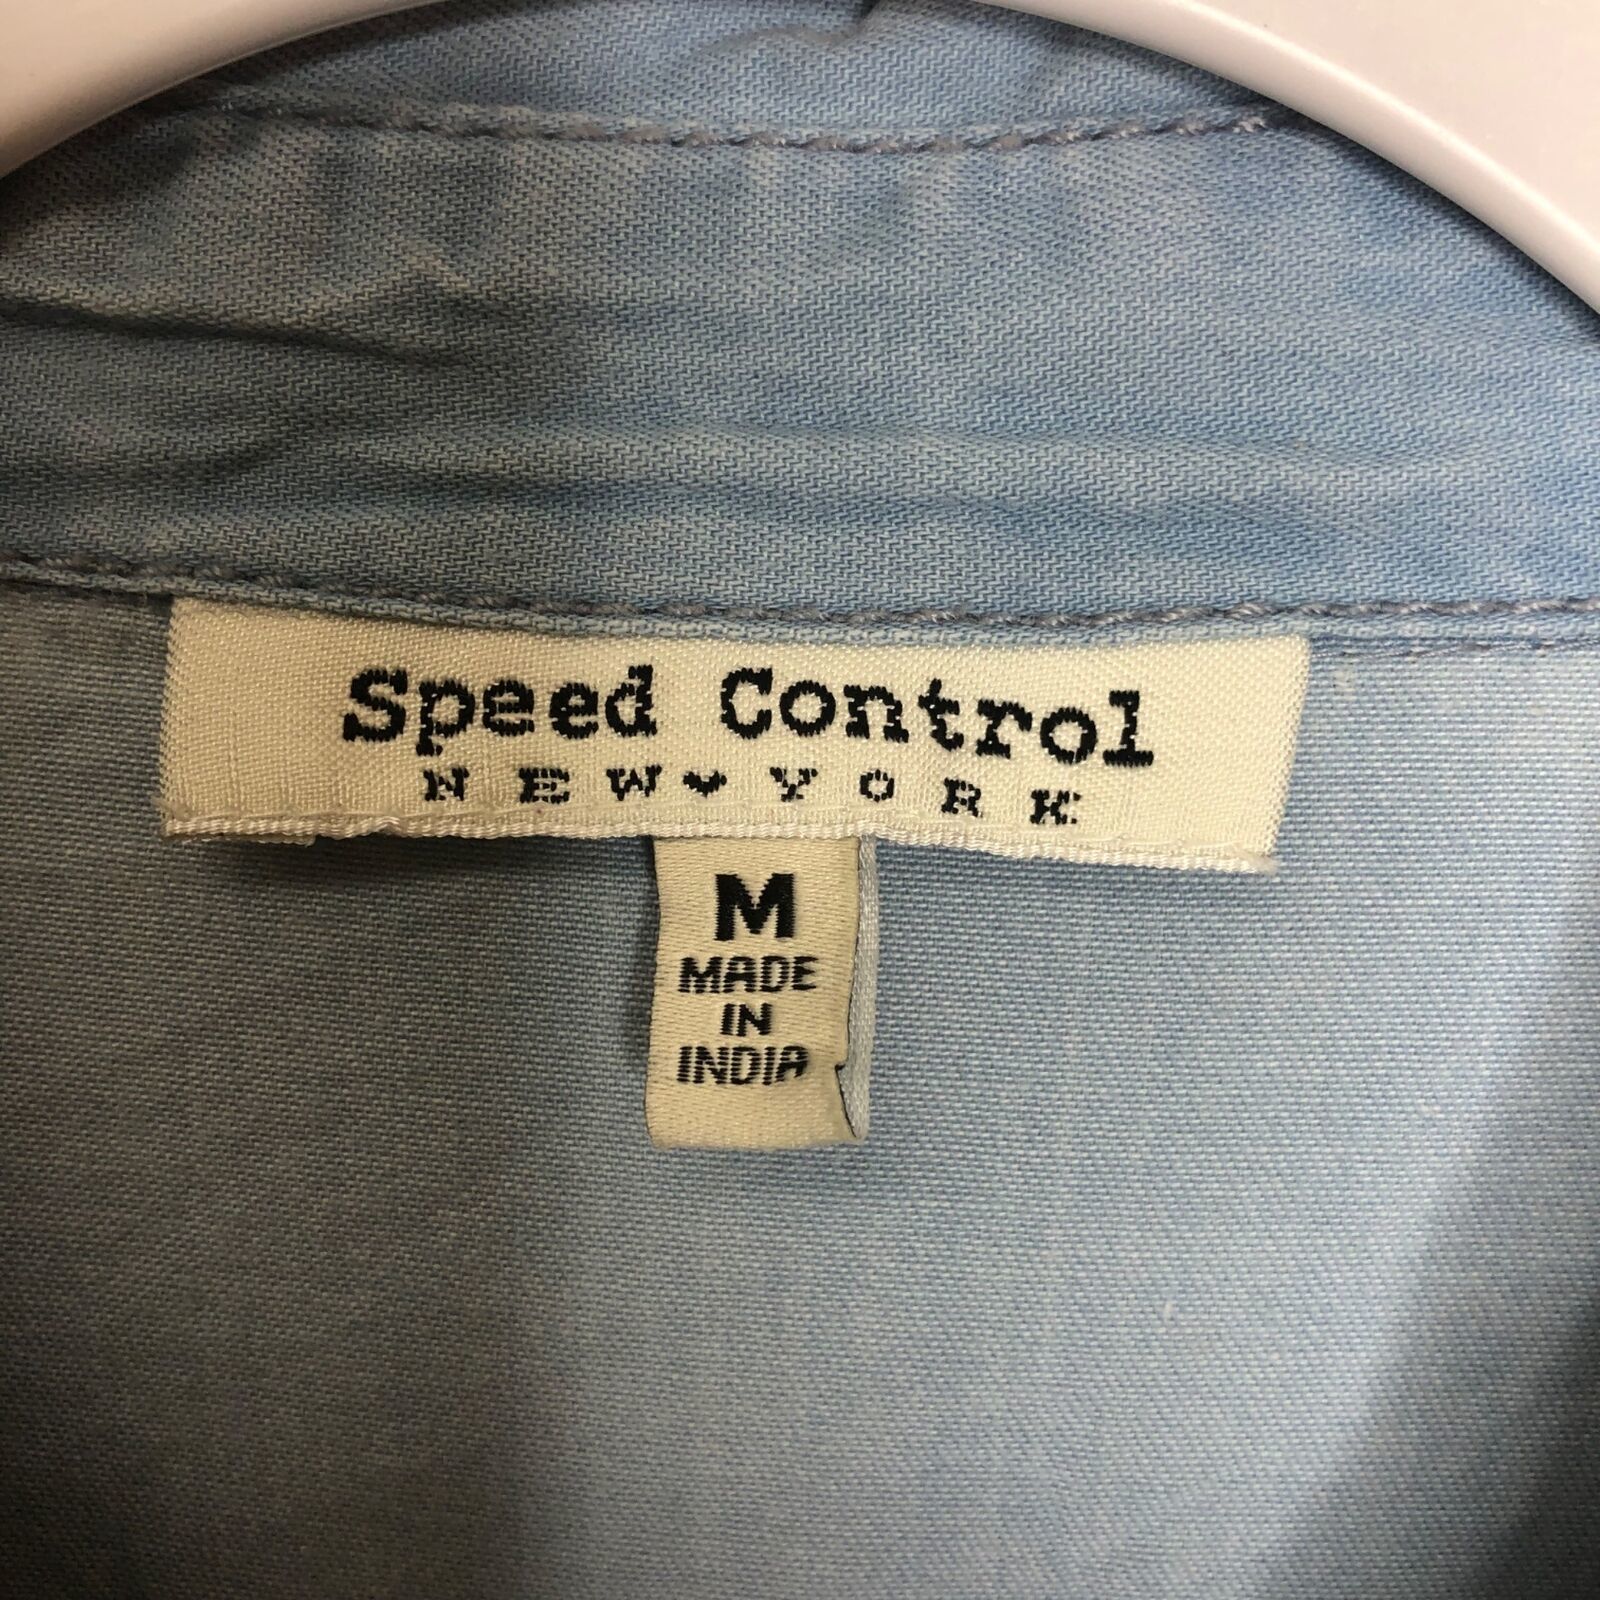 Speed Control
NEW♥YORK
M
MADE
IN
INDIA